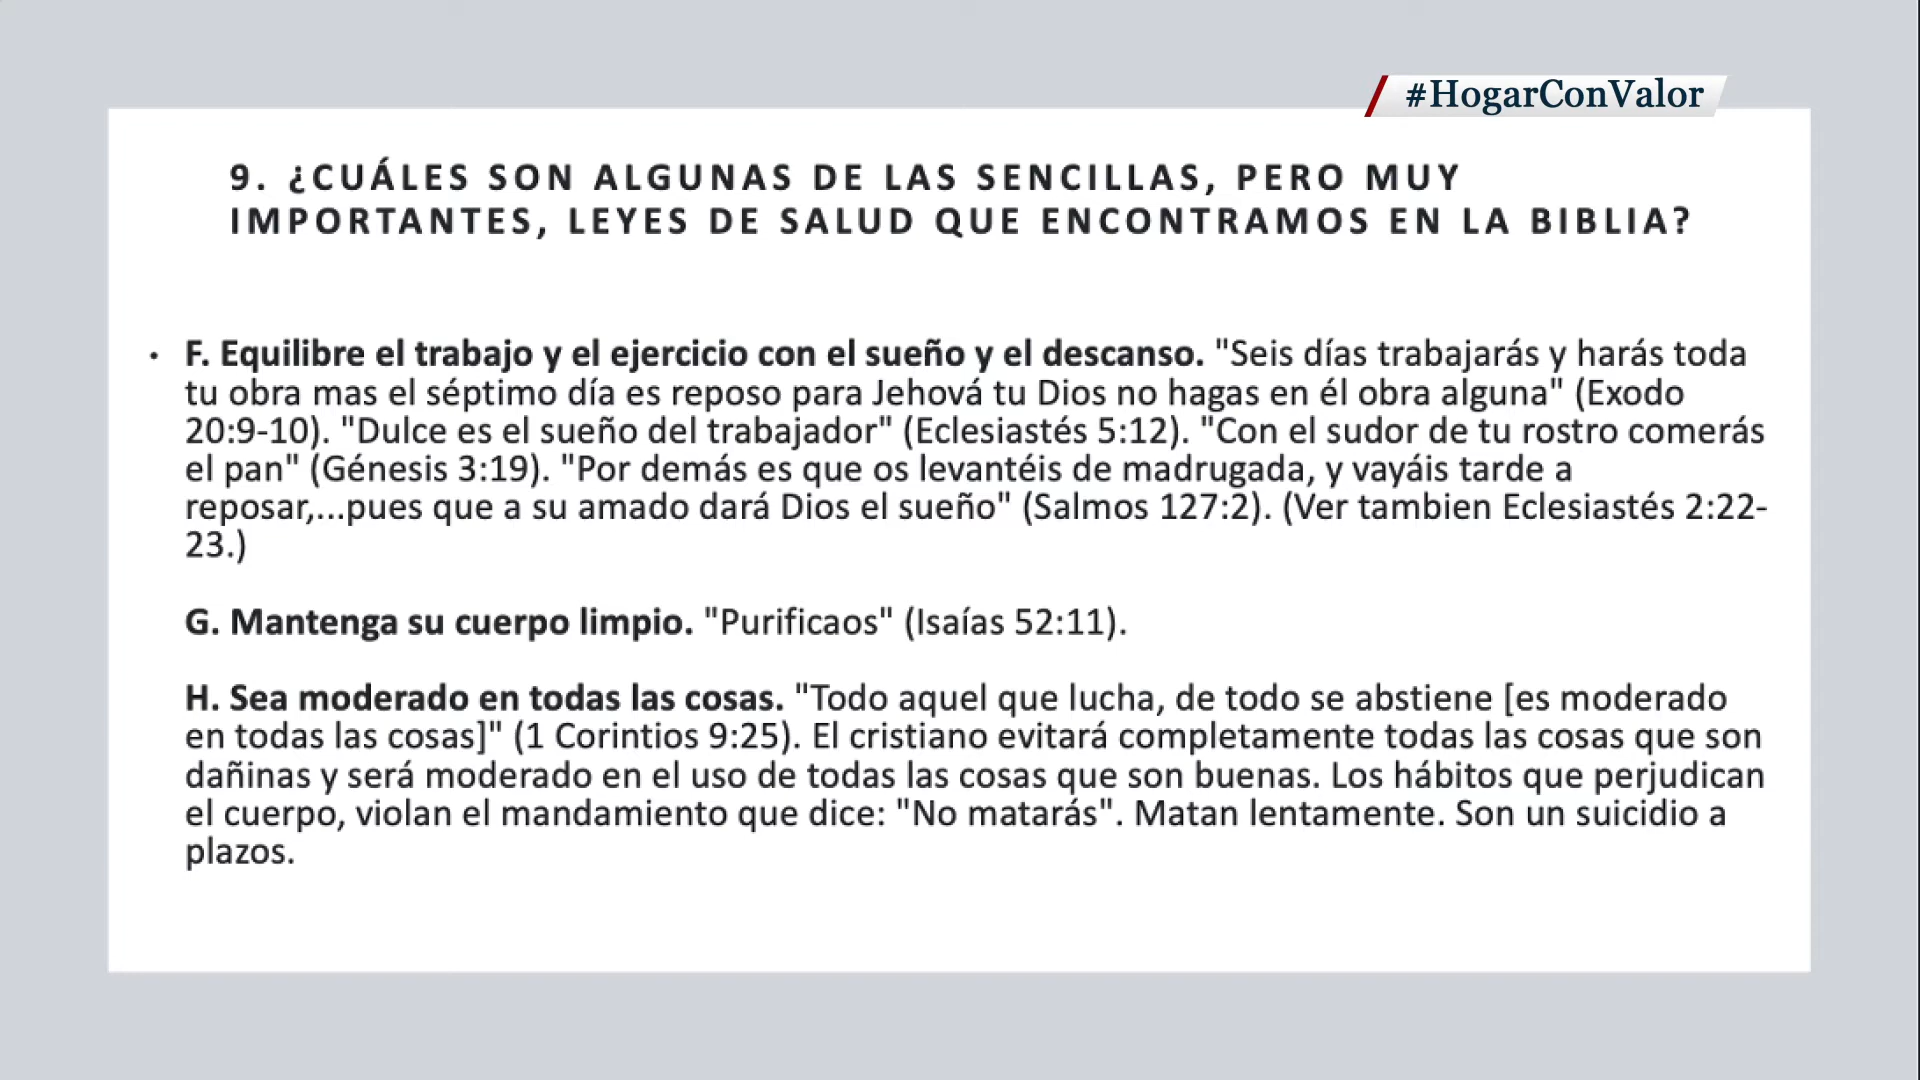 #HogarConValor
9. ¿CUÁLES SON ALGUNAS DE LAS SENCILLAS, PERO MUY
IMPORTANTES, LEYES DE SALUD QUE ENCONTRAMOS EN LA BIBLIA?
• F. Equilibre el trabajo y el ejercicio con el sueño y el descanso. "Seis días trabajarás y harás toda
tu obra mas el séptimo día es reposo para Jehová tu Dios no hagas en él obra alguna" (Exodo
20:9-10). "Dulce es el sueño del trabajador" (Eclesiastés 5:12). "Con el sudor de tu rostro comerás
el pan" (Génesis 3:19). "Por demás es que os levantéis de madrugada, y vayáis tarde a
reposar,...pues que a su amado dará Dios el sueño" (Salmos 127:2). (Ver tambien Eclesiastés 2:22-
23.)
G. Mantenga su cuerpo limpio. "Purificaos" (Isaías 52:11).
H. Sea moderado en todas las cosas. "Todo aquel que lucha, de todo se abstiene [es moderado
en todas las cosas]" (1 Corintios 9:25). El cristiano evitará completamente todas las cosas que son
dañinas y será moderado en el uso de todas las cosas que son buenas. Los hábitos que perjudican
el cuerpo, violan el mandamiento que dice: "No matarás". Matan lentamente. Son un suicidio a
plazos.